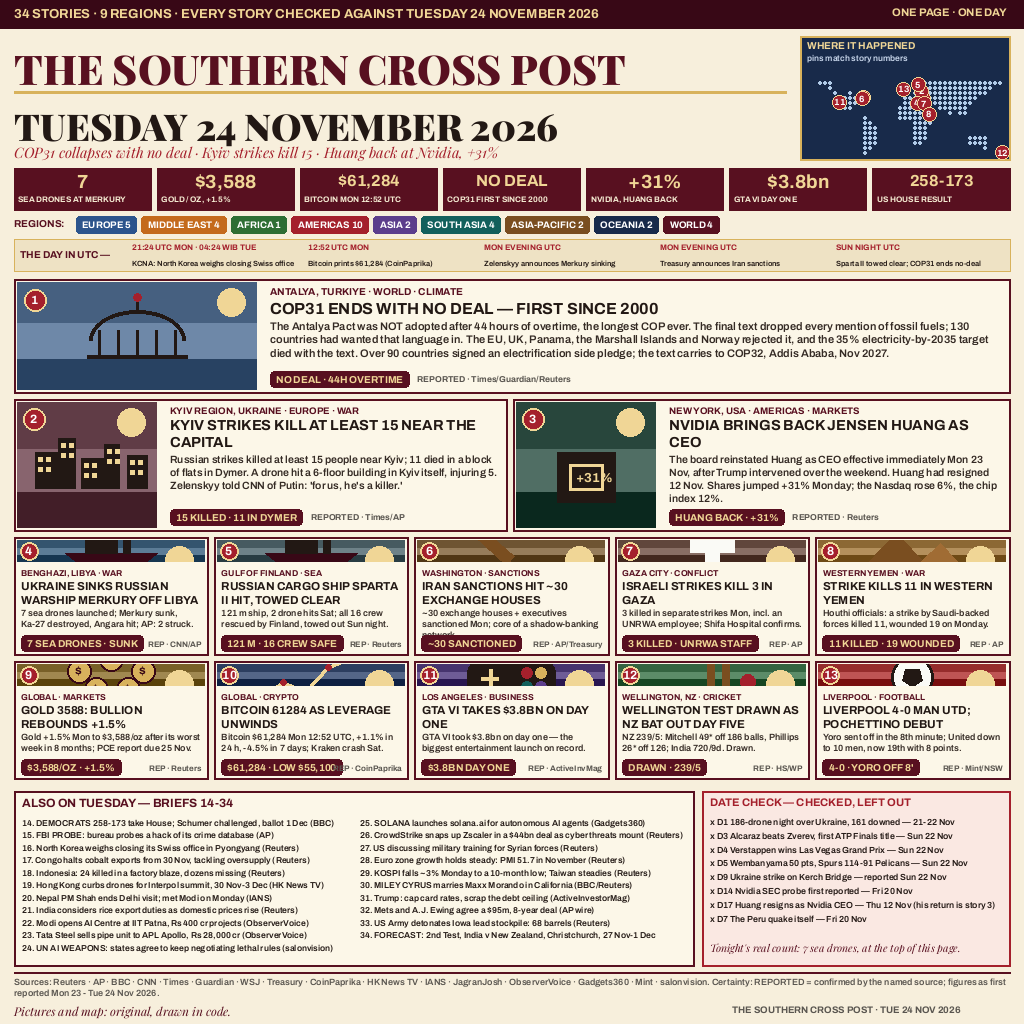 34 STORIES · 9 REGIONS · EVERY STORY CHECKED AGAINST TUESDAY 24 NOVEMBER 2026
ONE PAGE · ONE DAY
THE SOUTHERN CROSS POST
TUESDAY 24 NOVEMBER 2026
COP31 collapses with no deal · Kyiv strikes kill 15 · Huang back at Nvidia, +31%
WHERE IT HAPPENED
pins match story numbers
11
6
13
5
4
7
8
12
7
SEA DRONES AT MERKURY
$3,588
GOLD/OZ, +1.5%
$61,284
BITCOIN MON 12:52 UTC
NO DEAL
COP31 FIRST SINCE 2000
+31%
NVIDIA, HUANG BACK
$3.8bn
GTA VI DAY ONE
258-173
US HOUSE RESULT
REGIONS:
EUROPE 5
MIDDLE EAST 4
AFRICA 1
AMERICAS 10
ASIA 2
SOUTH ASIA 4
ASIA-PACIFIC 2
OCEANIA 2
WORLD 4
THE DAY IN UTC —
21:24 UTC MON · 04:24 WIB TUE
KCNA: North Korea weighs closing Swiss office
12:52 UTC MON
Bitcoin prints $61,284 (CoinPaprika)
MON EVENING UTC
Zelenskyy announces Merkury sinking
MON EVENING UTC
Treasury announces Iran sanctions
SUN NIGHT UTC
Sparta II towed clear; COP31 ends no-deal
1
ANTALYA, TURKIYE · WORLD · CLIMATE
COP31 ENDS WITH NO DEAL — FIRST SINCE 2000
The Antalya Pact was NOT adopted after 44 hours of overtime, the longest COP ever. The final text dropped every mention of fossil fuels; 130
countries had wanted that language in. The EU, UK, Panama, the Marshall Islands and Norway rejected it, and the 35% electricity-by-2035 target
died with the text. Over 90 countries signed an electrification side pledge; the text carries to COP32, Addis Ababa, Nov 2027.
NO DEAL · 44H OVERTIME
REPORTED · Times/Guardian/Reuters
2
KYIV REGION, UKRAINE · EUROPE · WAR
KYIV STRIKES KILL AT LEAST 15 NEAR THE
CAPITAL
Russian strikes killed at least 15 people near Kyiv; 11 died in a block
of flats in Dymer. A drone hit a 6-floor building in Kyiv itself, injuring 5.
Zelenskyy told CNN of Putin: 'for us, he's a killer.'
15 KILLED · 11 IN DYMER
REPORTED · Times/AP
3
+31%
NEW YORK, USA · AMERICAS · MARKETS
NVIDIA BRINGS BACK JENSEN HUANG AS
CEO
The board reinstated Huang as CEO effective immediately Mon 23
Nov, after Trump intervened over the weekend. Huang had resigned
12 Nov. Shares jumped +31% Monday; the Nasdaq rose 6%, the chip
index 12%.
HUANG BACK · +31%
REPORTED · Reuters
4
BENGHAZI, LIBYA · WAR
UKRAINE SINKS RUSSIAN
WARSHIP MERKURY OFF LIBYA
7 sea drones launched; Merkury sunk,
Ka-27 destroyed, Angara hit; AP: 2 struck.
7 SEA DRONES · SUNK
REP · CNN/AP
5
GULF OF FINLAND · SEA
RUSSIAN CARGO SHIP SPARTA
II HIT, TOWED CLEAR
121 m ship, 2 drone hits Sat; all 16 crew
rescued by Finland, towed out Sun night.
121 M · 16 CREW SAFE
REP · Reuters
6
WASHINGTON · SANCTIONS
IRAN SANCTIONS HIT ~30
EXCHANGE HOUSES
~30 exchange houses + executives
sanctioned Mon; core of a shadow-banking
~30 SANCTIONED
REP · AP/Treasury
7
GAZA CITY · CONFLICT
ISRAELI STRIKES KILL 3 IN
GAZA
3 killed in separate strikes Mon, incl. an
UNRWA employee; Shifa Hospital confirms.
3 KILLED · UNRWA STAFF
REP · AP
8
WESTERN YEMEN · WAR
STRIKE KILLS 11 IN WESTERN
YEMEN
Houthi officials: a strike by Saudi-backed
forces killed 11, wounded 19 on Monday.
11 KILLED · 19 WOUNDED
REP · AP
9
$
$
$
GLOBAL · MARKETS
GOLD 3588: BULLION
REBOUNDS +1.5%
Gold +1.5% Mon to $3,588/oz after its worst
week in 8 months; PCE report due 25 Nov.
$3,588/OZ · +1.5%
REP · Reuters
10
GLOBAL · CRYPTO
BITCOIN 61284 AS LEVERAGE
UNWINDS
Bitcoin $61,284 Mon 12:52 UTC, +1.1% in
24 h, -4.5% in 7 days; Kraken crash Sat.
$61,284 · LOW $55,100
REP · CoinPaprika
11
LOS ANGELES · BUSINESS
GTA VI TAKES $3.8BN ON DAY
ONE
GTA VI took $3.8bn on day one — the
biggest entertainment launch on record.
$3.8BN DAY ONE
REP · ActiveInvMag
12
WELLINGTON, NZ · CRICKET
WELLINGTON TEST DRAWN AS
NZ BAT OUT DAY FIVE
NZ 239/5: Mitchell 49* off 186 balls, Phillips
26* off 126; India 720/9d. Drawn.
DRAWN · 239/5
REP · HS/WP
13
LIVERPOOL · FOOTBALL
LIVERPOOL 4-0 MAN UTD;
POCHETTINO DEBUT
Yoro sent off in the 8th minute; United down
to 10 men, now 19th with 8 points.
4-0 · YORO OFF 8'
REP · Mint/NSW
ALSO ON TUESDAY — BRIEFS 14-34
14. DEMOCRATS 258-173 take House; Schumer challenged, ballot 1 Dec (BBC)
15. FBI PROBE: bureau probes a hack of its crime database (AP)
16. North Korea weighs closing its Swiss office in Pyongyang (Reuters)
17. Congo halts cobalt exports from 30 Nov, tackling oversupply (Reuters)
18. Indonesia: 24 killed in a factory blaze, dozens missing (Reuters)
19. Hong Kong curbs drones for Interpol summit, 30 Nov-3 Dec (HK News TV)
20. Nepal PM Shah ends Delhi visit; met Modi on Monday (IANS)
21. India considers rice export duties as domestic prices rise (Reuters)
22. Modi opens AI Centre at IIT Patna, Rs 400 cr projects (ObserverVoice)
23. Tata Steel sells pipe unit to APL Apollo, Rs 28,000 cr (ObserverVoice)
24. UN AI WEAPONS: states agree to keep negotiating lethal rules (salonvision)
25. SOLANA launches solana.ai for autonomous AI agents (Gadgets360)
26. CrowdStrike snaps up Zscaler in a $44bn deal as cyber threats mount (Reuters)
27. US discussing military training for Syrian forces (Reuters)
28. Euro zone growth holds steady: PMI 51.7 in November (Reuters)
29. KOSPI falls ~3% Monday to a 10-month low; Taiwan steadies (Reuters)
30. MILEY CYRUS marries Maxx Morando in California (BBC/Reuters)
31. Trump: cap rates, scrap the debt ceiling (ActiveInvestorMag)
32. Mets and A.J. Ewing agree a $95m, 8-year deal (AP wire)
33. US Army detonates Iowa lead stockpile: 68 barrels (Reuters)
34. FORECAST: 2nd Test, India v New Zealand, Christchurch, 27 Nov-1 Dec
DATE CHECK — CHECKED, LEFT OUT
x D1 186-drone night over Ukraine, 161 downed — 21-22 Nov
x D3 Alcaraz beats Zverev, first ATP Finals title — Sun 22 Nov
x D4 Verstappen wins Las Vegas Grand Prix — Sun 22 Nov
x D5 Wembanyama 50 pts, Spurs 114-91 Pelicans — Sun 22 Nov
x D9 Ukraine strike on Kerch Bridge — reported Sun 22 Nov
x D14 Nvidia SEC probe first reported — Fri 20 Nov
x D17 Huang resigns as Nvidia CEO — Thu 12 Nov (his return is story 3)
x D7 The Peru quake itself — Fri 20 Nov
Tonight's real count: 7 sea drones, at the top of this page.
Sources: Reuters · AP · BBC · CNN · Times · Guardian · WSJ · Treasury · CoinPaprika · HK News TV · IANS · JagranJosh · ObserverVoice · Gadgets360 · Mint · salonvision. Certainty: REPORTED = confirmed by the named source; figures as first
reported Mon 23 - Tue 24 Nov 2026.
Pictures and map: original, drawn in code.
THE SOUTHERN CROSS POST · TUE 24 NOV 2026